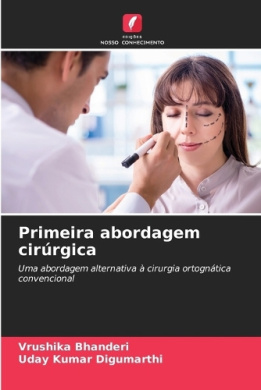 edições
NOSSO CONHECIMENTO
Primeira abordagem
cirúrgica
Uma abordagem alternativa à cirurgia ortognática
convencional
Vrushika Bhanderi
Uday Kumar Digumarthi